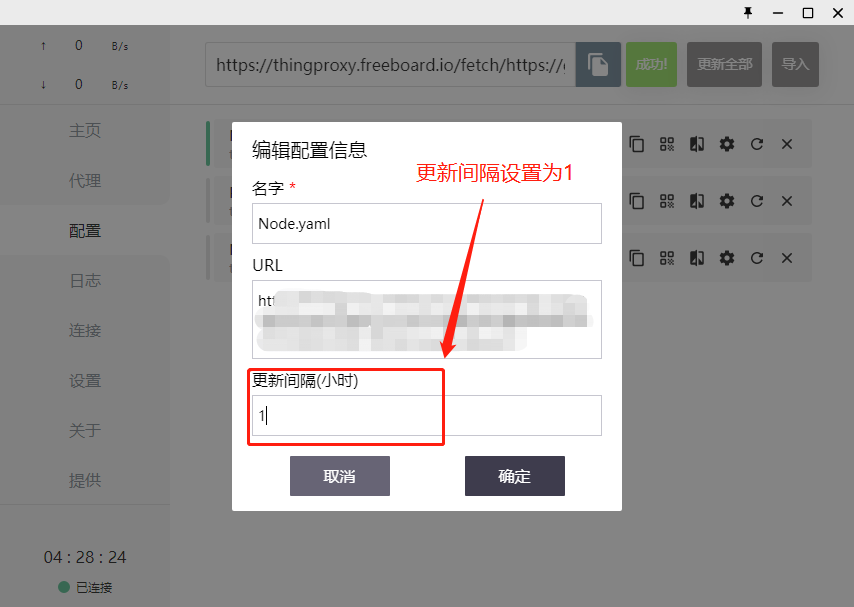 ↑ 0 B/s
↓ 0 B/s
https://thingproxy.freeboard.io/fetch/https://
成功!
更新全部
导入
主页
代理
配置
日志
连接
设置
关于
提供
04 : 28 : 24
已连接
编辑配置信息
更新间隔设置为1
名字 *
Node.yaml
URL
htt
更新间隔(小时)
1
取消
确定